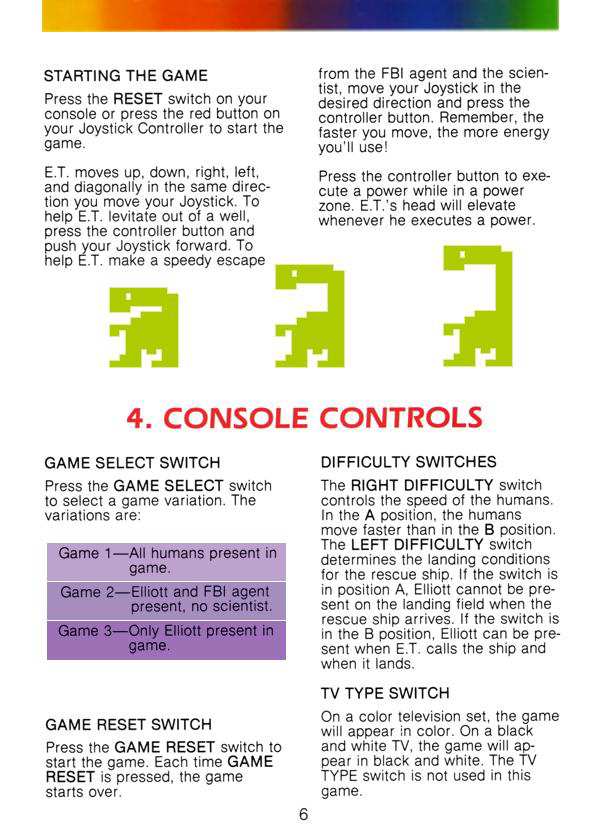 STARTING THE GAME
Press the RESET switch on your
console or press the red button on
your Joystick Controller to start the
game.
E.T. moves up, down, right, left,
and diagonally in the same direc-
tion you move your Joystick. To
help E.T. levitate out of a well,
press the controller button and
push your Joystick forward. To
help E.T. make a speedy escape
from the FBI agent and the scien-
tist, move your Joystick in the
desired direction and press the
controller button. Remember, the
faster you move, the more energy
you'll use!
Press the controller button to exe-
cute a power while in a power
zone. E.T.'s head will elevate
whenever he executes a power.
4. CONSOLE CONTROLS
GAME SELECT SWITCH
Press the GAME SELECT switch
to select a game variation. The
variations are:
Game 1—All humans present in
game.
Game 2—Elliott and FBI agent
present, no scientist.
Game 3—Only Elliott present in
game.
GAME RESET SWITCH
Press the GAME RESET switch to
start the game. Each time GAME
RESET is pressed, the game
starts over.
DIFFICULTY SWITCHES
The RIGHT DIFFICULTY switch
controls the speed of the humans.
In the A position, the humans
move faster than in the B position.
The LEFT DIFFICULTY switch
determines the landing conditions
for the rescue ship. If the switch is
in position A, Elliott cannot be pre-
sent on the landing field when the
rescue ship arrives. If the switch is
in the B position, Elliott can be pre-
sent when E.T. calls the ship and
when it lands.
TV TYPE SWITCH
On a color television set, the game
will appear in color. On a black
and white TV, the game will ap-
pear in black and white. The TV
TYPE switch is not used in this
game.
6